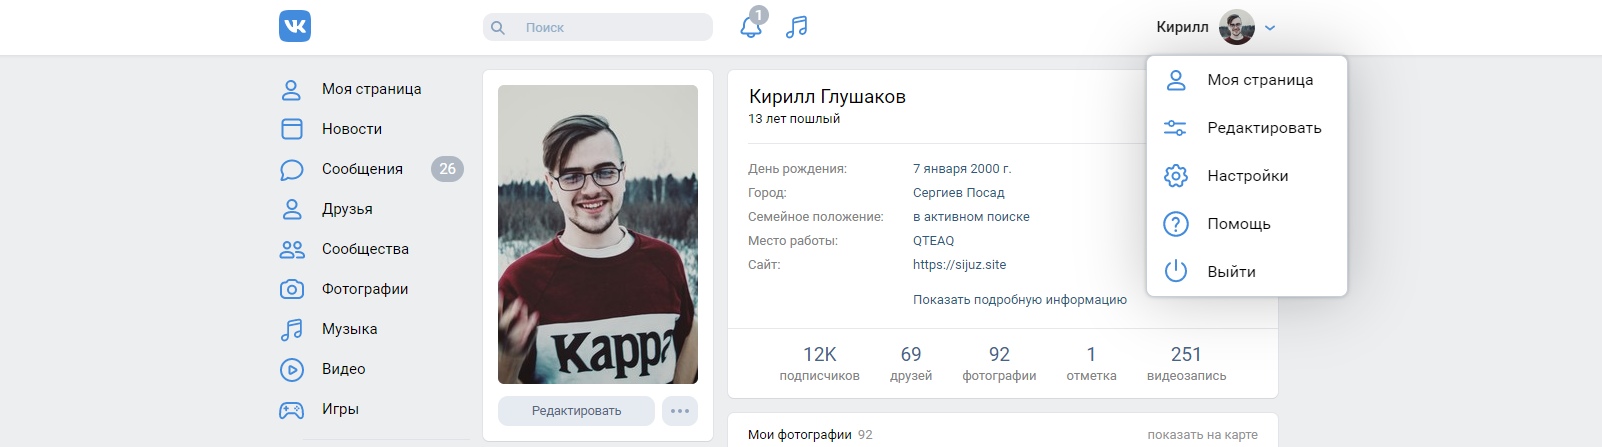 Поиск
1
Кирилл
Моя страница
Новости
Сообщения 26
Друзья
Сообщества
Фотографии
Музыка
Видео
Игры
Kappa
Редактировать
Кирилл Глушаков
13 лет пошлый
День рождения: 7 января 2000 г.
Город: Сергиев Посад
Семейное положение: в активном поиске
Место работы: QTEAQ
Сайт: https://sijuz.site
Показать подробную информацию
12K 69 92 1 251
подписчиков друзей фотографии отметка видеозапись
Мои фотографии 92 показать на карте
Моя страница
Редактировать
Настройки
Помощь
Выйти